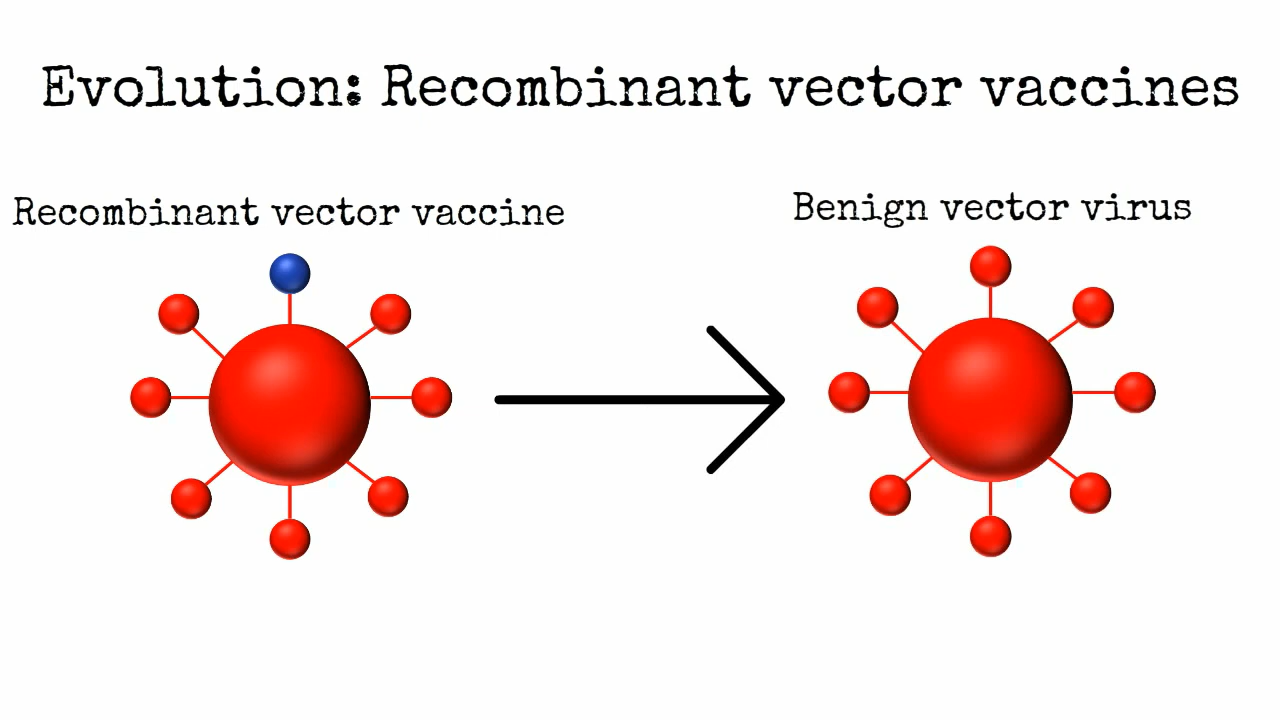 Evolution: Recombinant vector vaccines
Recombinant vector vaccine
Benign vector virus